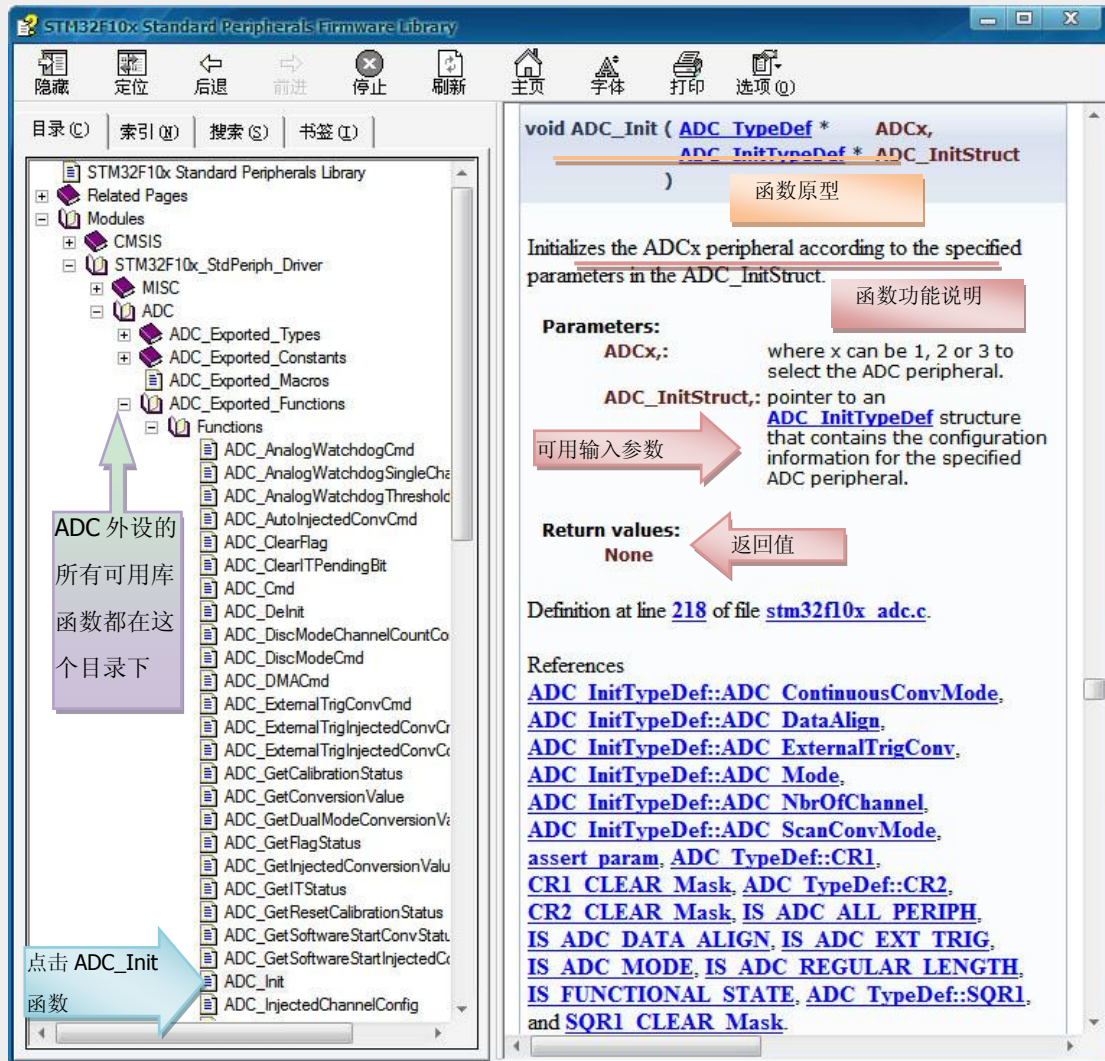 STM32F10x Standard Peripherals Firmware Library
隐藏 定位 后退 前进 停止 刷新 主页 字体 打印 选项(O)
目录(C) 索引(N) 搜索(S) 书签(I)
STM32F10x Standard Peripherals Library
Related Pages
Modules
CMSIS
STM32F10x_StdPeriph_Driver
MISC
ADC
ADC_Exported_Types
ADC_Exported_Constants
ADC_Exported_Macros
ADC_Exported_Functions
Functions
ADC_AnalogWatchdogCmd
ADC_AnalogWatchdogSingleCha
ADC_AnalogWatchdogThreshold
ADC_AutoInjectedConvCmd
ADC_ClearFlag
ADC_ClearITPendingBit
ADC_Cmd
ADC_DeInit
ADC_DiscModeChannelCountCo
ADC_DiscModeCmd
ADC_DMACmd
ADC_ExternalTrigConvCmd
ADC_ExternalTrigInjectedConvCr
ADC_ExternalTrigInjectedConvCo
ADC_GetCalibrationStatus
ADC_GetConversionValue
ADC_GetDualModeConversionVa
ADC_GetFlagStatus
ADC_GetInjectedConversionValu
ADC_GetITStatus
ADC_GetResetCalibrationStatus
ADC_GetSoftwareStartConvStatu
ADC_GetSoftwareStartInjectedCo
ADC_Init
ADC_InjectedChannelConfig
ADC 外设的
所有可用库
函数都在这
个目录下
点击 ADC_Init
函数
void ADC_Init ( ADC_TypeDef * ADCx,
ADC_InitTypeDef * ADC_InitStruct
)
函数原型
Initializes the ADCx peripheral according to the specified
parameters in the ADC_InitStruct.
函数功能说明
Parameters:
ADCx,: where x can be 1, 2 or 3 to
select the ADC peripheral.
ADC_InitStruct,: pointer to an
ADC_InitTypeDef structure
that contains the configuration
information for the specified
ADC peripheral.
可用输入参数
Return values:
None
返回值
Definition at line 218 of file stm32f10x_adc.c.
References
ADC_InitTypeDef::ADC_ContinuousConvMode,
ADC_InitTypeDef::ADC_DataAlign,
ADC_InitTypeDef::ADC_ExternalTrigConv,
ADC_InitTypeDef::ADC_Mode,
ADC_InitTypeDef::ADC_NbrOfChannel,
ADC_InitTypeDef::ADC_ScanConvMode,
assert_param, ADC_TypeDef::CR1,
CR1_CLEAR_Mask, ADC_TypeDef::CR2,
CR2_CLEAR_Mask, IS_ADC_ALL_PERIPH,
IS_ADC_DATA_ALIGN, IS_ADC_EXT_TRIG,
IS_ADC_MODE, IS_ADC_REGULAR_LENGTH,
IS_FUNCTIONAL_STATE, ADC_TypeDef::SQR1,
and SQR1_CLEAR_Mask.